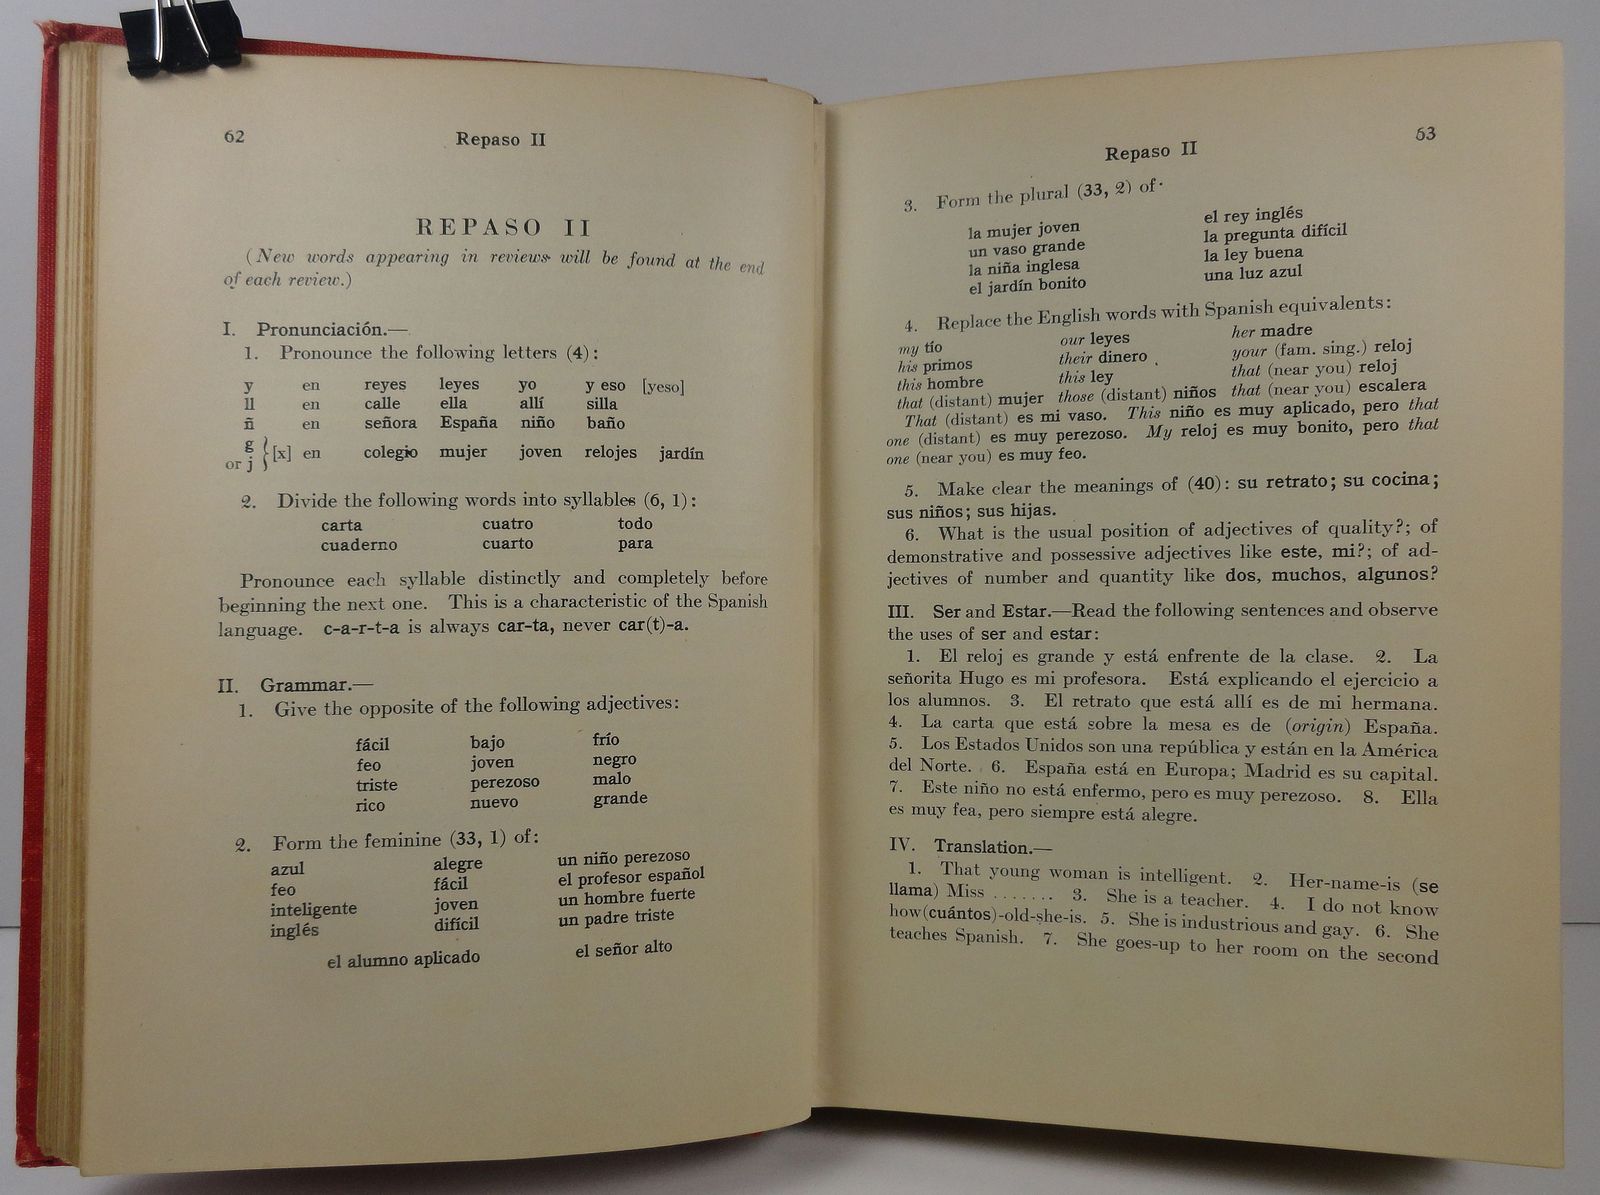 62
Repaso II
REPASO II
(New words appearing in reviews will be found at the end
of each review.)
I. Pronunciación.—
1. Pronounce the following letters (4):
y en reyes leyes yo y eso [yeso]
ll en calle ella allí silla
ñ en señora España niño baño
g
or j } [x] en colegio mujer joven relojes jardín
2. Divide the following words into syllables (6, 1):
carta cuatro todo
cuaderno cuarto para
Pronounce each syllable distinctly and completely before
beginning the next one. This is a characteristic of the Spanish
language. c-a-r-t-a is always car-ta, never car(t)-a.
II. Grammar.—
1. Give the opposite of the following adjectives:
fácil bajo frío
feo joven negro
triste perezoso malo
rico nuevo grande
2. Form the feminine (33, 1) of:
azul alegre un niño perezoso
feo fácil el profesor español
inteligente joven un hombre fuerte
inglés difícil un padre triste
el alumno aplicado el señor alto
Repaso II
63
3. Form the plural (33, 2) of·
la mujer joven el rey inglés
un vaso grande la pregunta difícil
la niña inglesa la ley buena
el jardín bonito una luz azul
4. Replace the English words with Spanish equivalents:
my tío our leyes her madre
his primos their dinero your (fam. sing.) reloj
this hombre this ley that (near you) reloj
that (distant) mujer those (distant) niños that (near you) escalera
That (distant) es mi vaso. This niño es muy aplicado, pero that
one (distant) es muy perezoso. My reloj es muy bonito, pero that
one (near you) es muy feo.
5. Make clear the meanings of (40): su retrato; su cocina;
sus niños; sus hijas.
6. What is the usual position of adjectives of quality?; of
demonstrative and possessive adjectives like este, mi?; of ad-
jectives of number and quantity like dos, muchos, algunos?
III. Ser and Estar.—Read the following sentences and observe
the uses of ser and estar:
1. El reloj es grande y está enfrente de la clase. 2. La
señorita Hugo es mi profesora. Está explicando el ejercicio a
los alumnos. 3. El retrato que está allí es de mi hermana.
4. La carta que está sobre la mesa es de (origin) España.
5. Los Estados Unidos son una república y están en la América
del Norte. 6. España está en Europa; Madrid es su capital.
7. Este niño no está enfermo, pero es muy perezoso. 8. Ella
es muy fea, pero siempre está alegre.
IV. Translation.—
1. That young woman is intelligent. 2. Her-name-is (se
llama) Miss ....... 3. She is a teacher. 4. I do not know
how(cuántos)-old-she-is. 5. She is industrious and gay. 6. She
teaches Spanish. 7. She goes-up to her room on the second